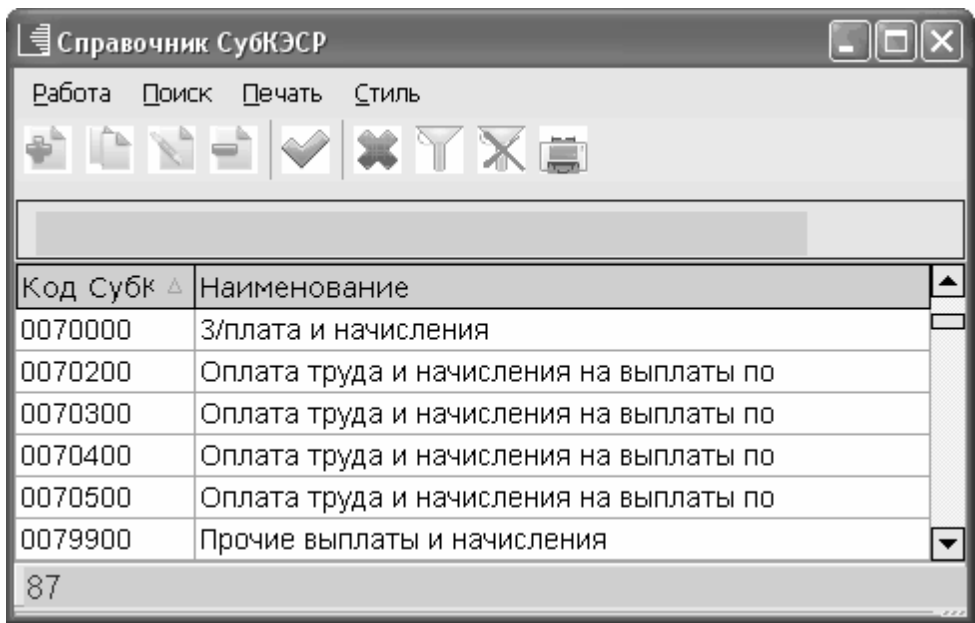 Справочник СубКЭСР
Работа Поиск Печать Стиль
Код СубК Наименование
0070000 З/плата и начисления
0070200 Оплата труда и начисления на выплаты по
0070300 Оплата труда и начисления на выплаты по
0070400 Оплата труда и начисления на выплаты по
0070500 Оплата труда и начисления на выплаты по
0079900 Прочие выплаты и начисления
87